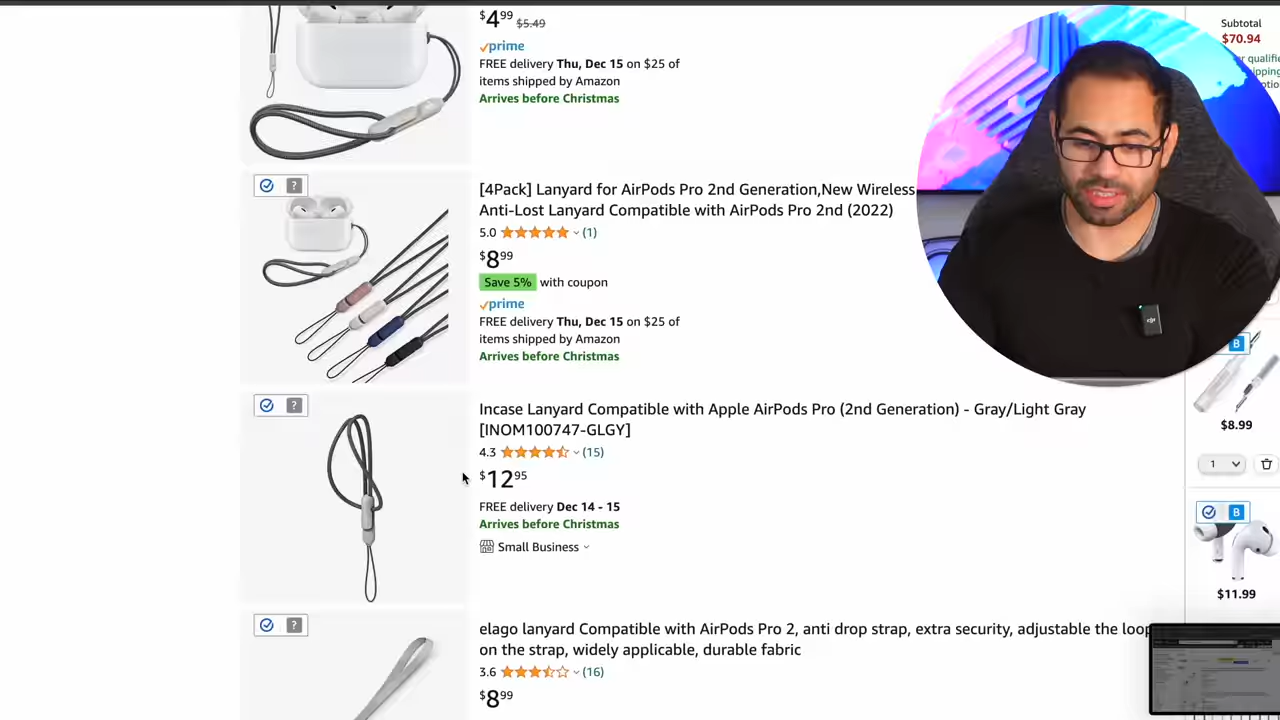 $4.99 $5.49
prime
FREE delivery Thu, Dec 15 on $25 of
items shipped by Amazon
Arrives before Christmas
[4Pack] Lanyard for AirPods Pro 2nd Generation,New Wireless
Anti-Lost Lanyard Compatible with AirPods Pro 2nd (2022)
5.0 (1)
$8.99
Save 5% with coupon
prime
FREE delivery Thu, Dec 15 on $25 of
items shipped by Amazon
Arrives before Christmas
Incase Lanyard Compatible with Apple AirPods Pro (2nd Generation) - Gray/Light Gray
[INOM100747-GLGY]
4.3 (15)
$12.95
FREE delivery Dec 14 - 15
Arrives before Christmas
Small Business
elago lanyard Compatible with AirPods Pro 2, anti drop strap, extra security, adjustable the loop
on the strap, widely applicable, durable fabric
3.6 (16)
$8.99
Subtotal
$70.94
B
$8.99
1
B
$11.99
dji